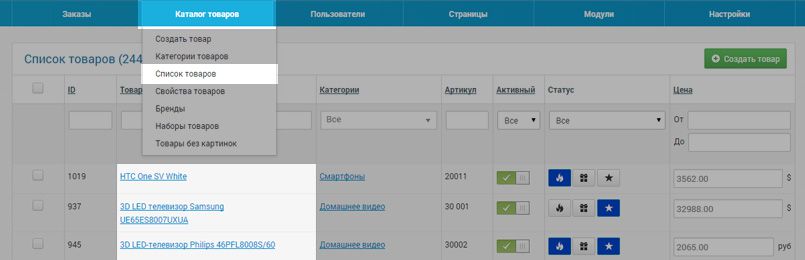 Заказы Каталог товаров Пользователи Страницы Модули Настройки
Создать товар
Категории товаров
Список товаров
Свойства товаров
Бренды
Наборы товаров
Товары без картинок
Список товаров (244
Создать товар
ID Това Категории Артикул Активный Статус Цена
Все Все Все От
До
1019 HTC One SV White Смартфоны 20011 3562.00 $
937 3D LED телевизор Samsung UE65ES8007UXUA Домашнее видео 30 001 32988.00 $
945 3D LED-телевизор Philips 46PFL8008S/60 Домашнее видео 30002 2065.00 руб